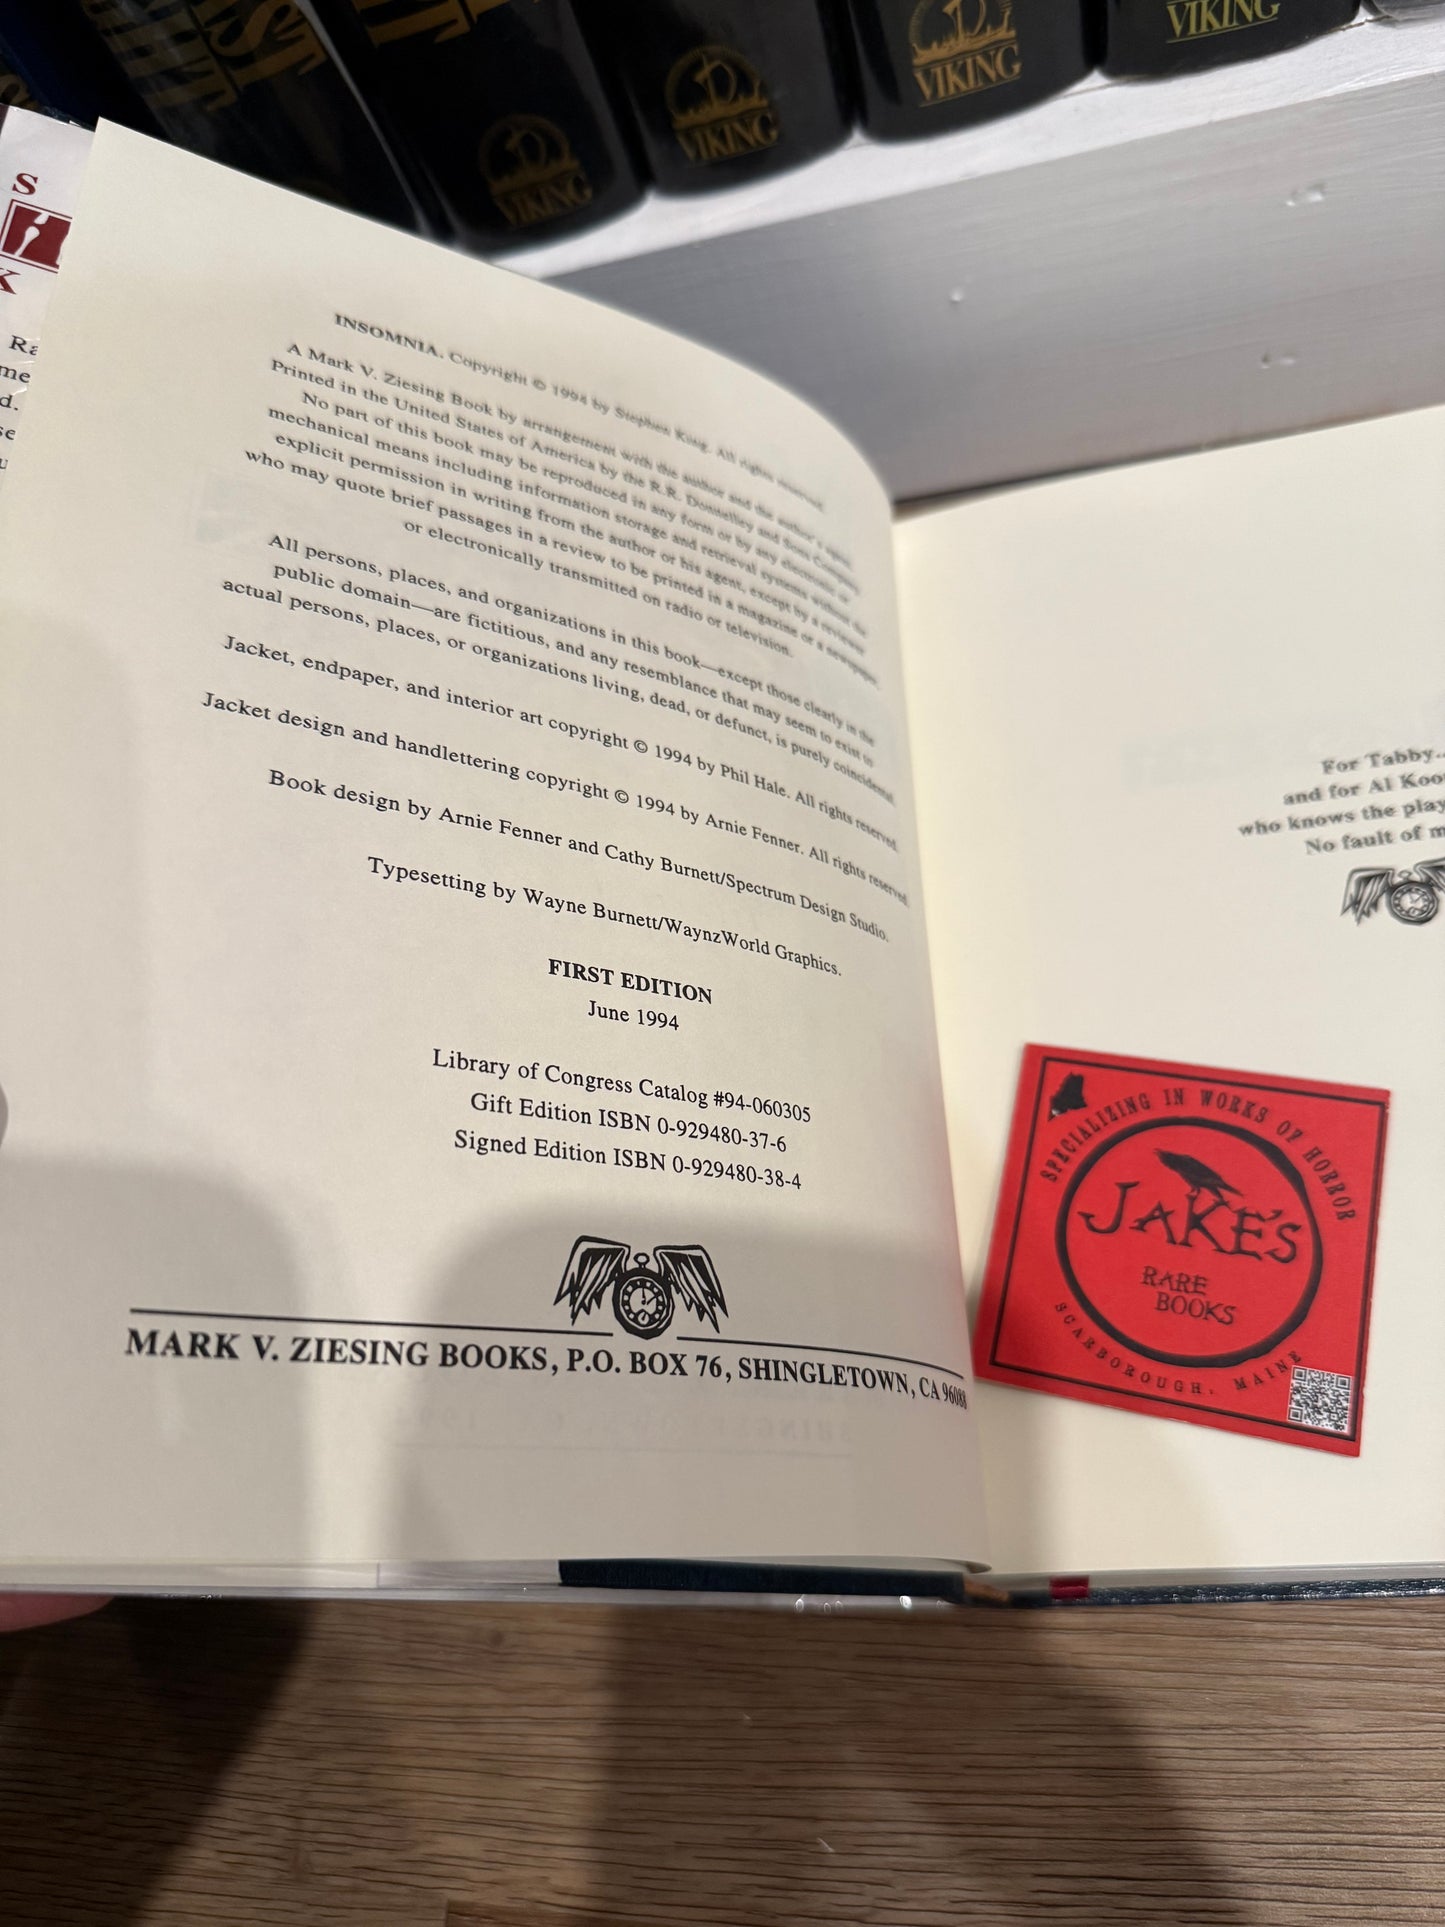 VIKING
VIKING
VIKING
VIKING
S
K
INSOMNIA. Copyright © 1994 by Stephen King. All rights reserved.
A Mark V. Ziesing Book by arrangement with the author and the author's agent.
Printed in the United States of America by the R.R. Donnelley and Sons Company.
No part of this book may be reproduced in any form or by any electronic or
mechanical means including information storage and retrieval systems without the
explicit permission in writing from the author or his agent, except by a reviewer
who may quote brief passages in a review to be printed in a magazine or a newspaper,
or electronically transmitted on radio or television.
All persons, places, and organizations in this book—except those clearly in the
public domain—are fictitious, and any resemblance that may seem to exist to
actual persons, places, or organizations living, dead, or defunct, is purely coincidental.
Jacket, endpaper, and interior art copyright © 1994 by Phil Hale. All rights reserved.
Jacket design and handlettering copyright © 1994 by Arnie Fenner. All rights reserved.
Book design by Arnie Fenner and Cathy Burnett/Spectrum Design Studio.
Typesetting by Wayne Burnett/WaynzWorld Graphics.
FIRST EDITION
June 1994
Library of Congress Catalog #94-060305
Gift Edition ISBN 0-929480-37-6
Signed Edition ISBN 0-929480-38-4
MARK V. ZIESING BOOKS, P.O. BOX 76, SHINGLETOWN, CA 96088
For Tabby..
and for Al Koo
who knows the play
No fault of m
SPECIALIZING IN WORKS OF HORROR
JAKE'S
RARE
BOOKS
SCARBOROUGH, MAINE